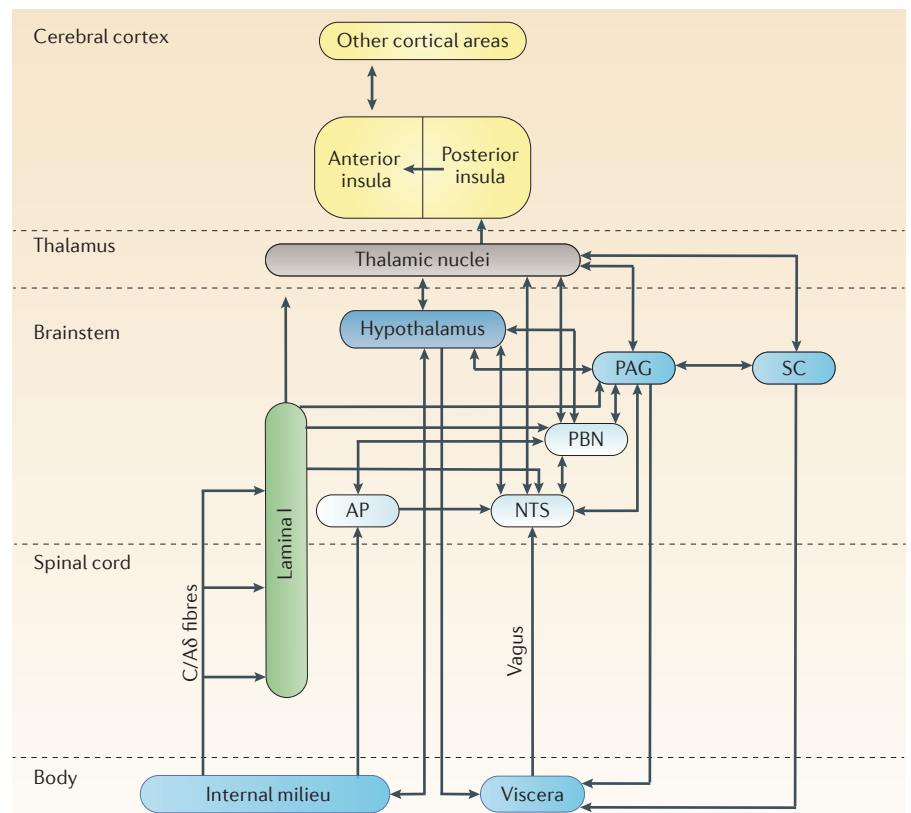 Cerebral cortex
Other cortical areas
Anterior
insula
Posterior
insula
Thalamus
Thalamic nuclei
Brainstem
Hypothalamus
PAG
SC
PBN
AP
NTS
Lamina I
Spinal cord
C/Aδ fibres
Vagus
Body
Internal milieu
Viscera